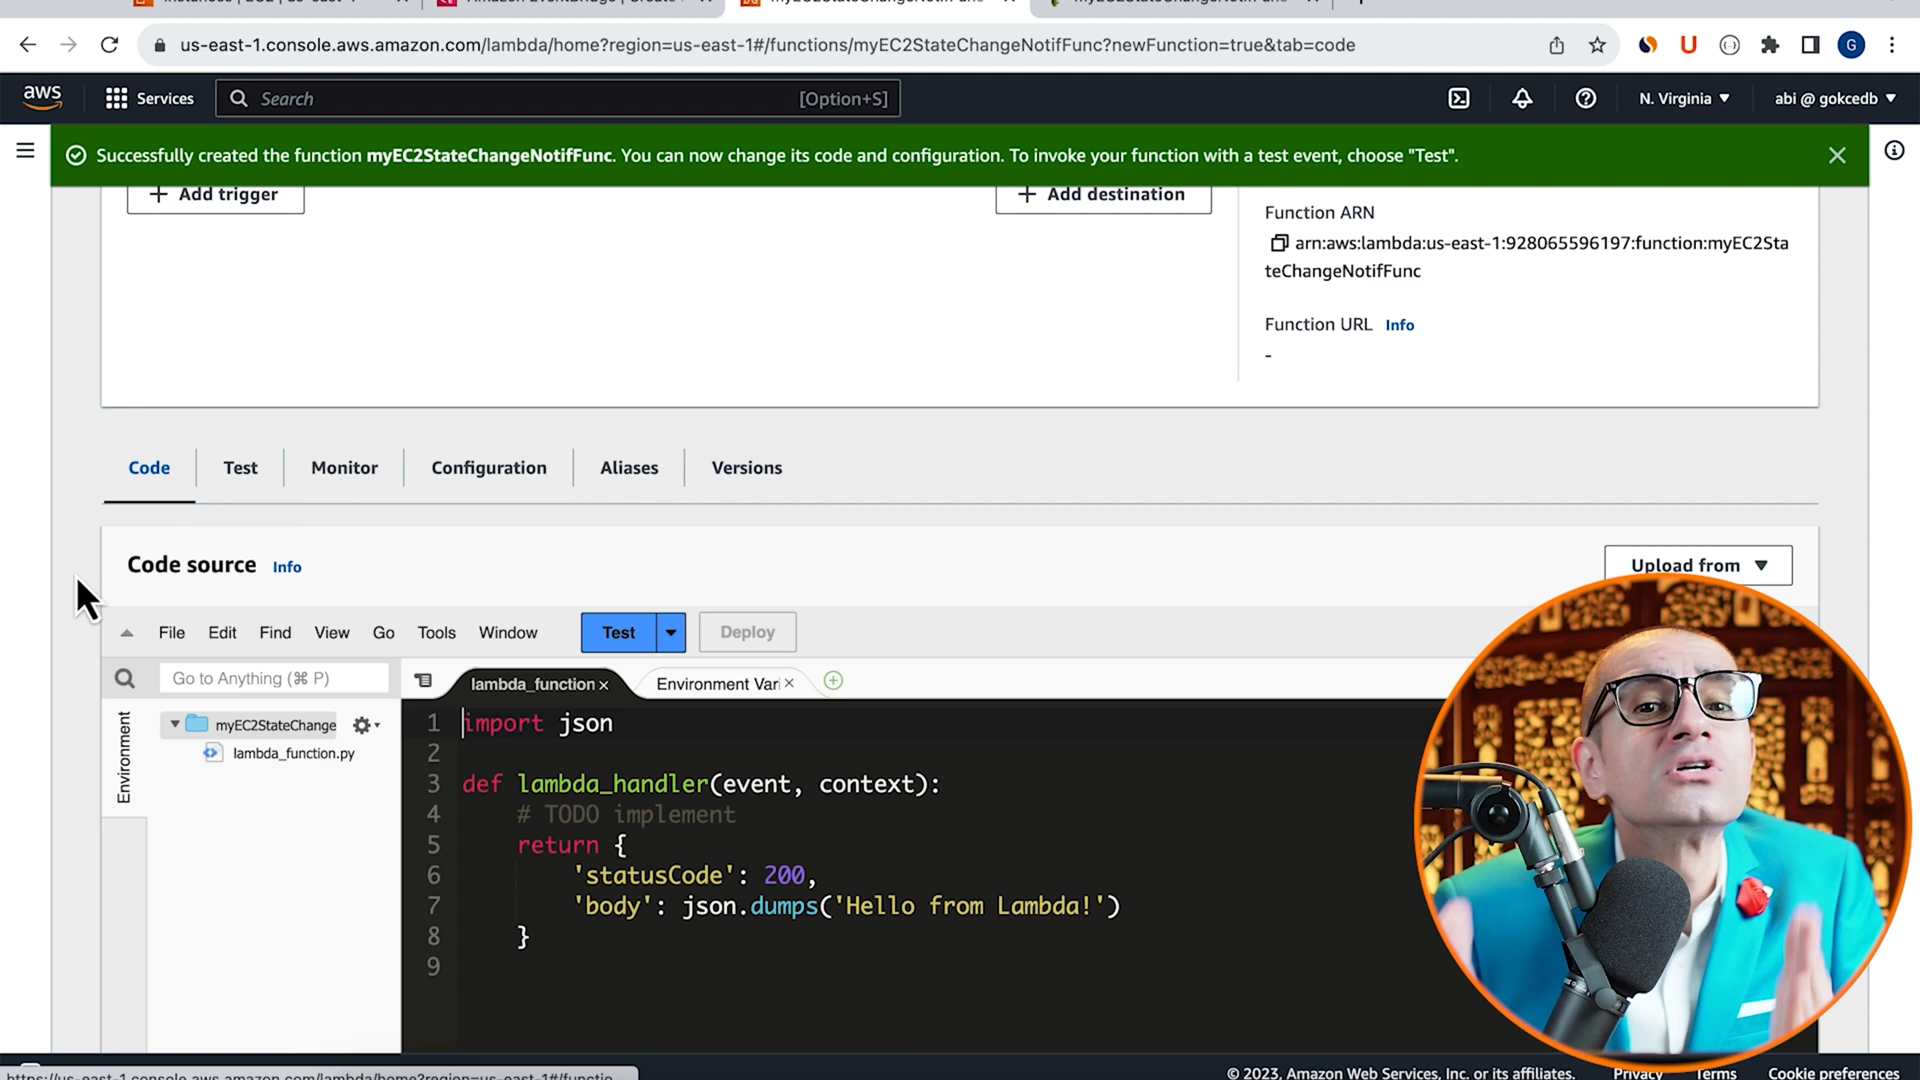 us-east-1.console.aws.amazon.com/lambda/home?region=us-east-1#/functions/myEC2StateChangeNotifFunc?newFunction=true&tab=code
G
aws
Services
Search
[Option+S]
N. Virginia
abi @ gokcedb
Successfully created the function myEC2StateChangeNotifFunc. You can now change its code and configuration. To invoke your function with a test event, choose "Test".
Add trigger
Add destination
Function ARN
arn:aws:lambda:us-east-1:928065596197:function:myEC2Sta
teChangeNotifFunc
Function URL Info
-
Code
Test
Monitor
Configuration
Aliases
Versions
Code source Info
Upload from
File Edit Find View Go Tools Window
Test
Deploy
Go to Anything (⌘ P)
lambda_function
Environment Vari
Environment
myEC2StateChange
lambda_function.py
1 import json
2
3 def lambda_handler(event, context):
4 # TODO implement
5 return {
6 'statusCode': 200,
7 'body': json.dumps('Hello from Lambda!')
8 }
9
© 2023, Amazon Web Services, Inc. or its affiliates.
Privacy
Terms
Cookie preferences